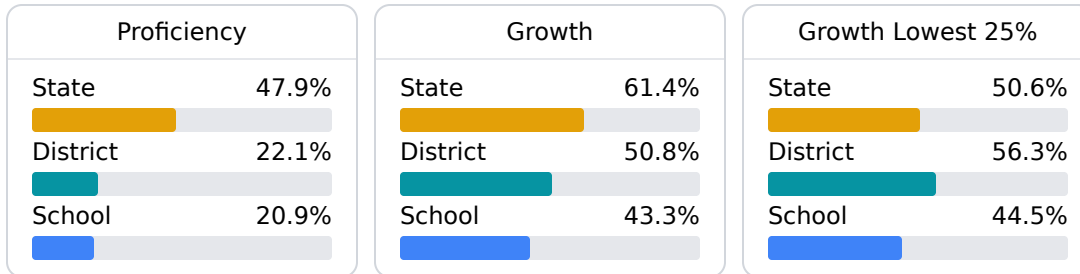 Proficiency
State 47.9%
District 22.1%
School 20.9%
Growth
State 61.4%
District 50.8%
School 43.3%
Growth Lowest 25%
State 50.6%
District 56.3%
School 44.5%